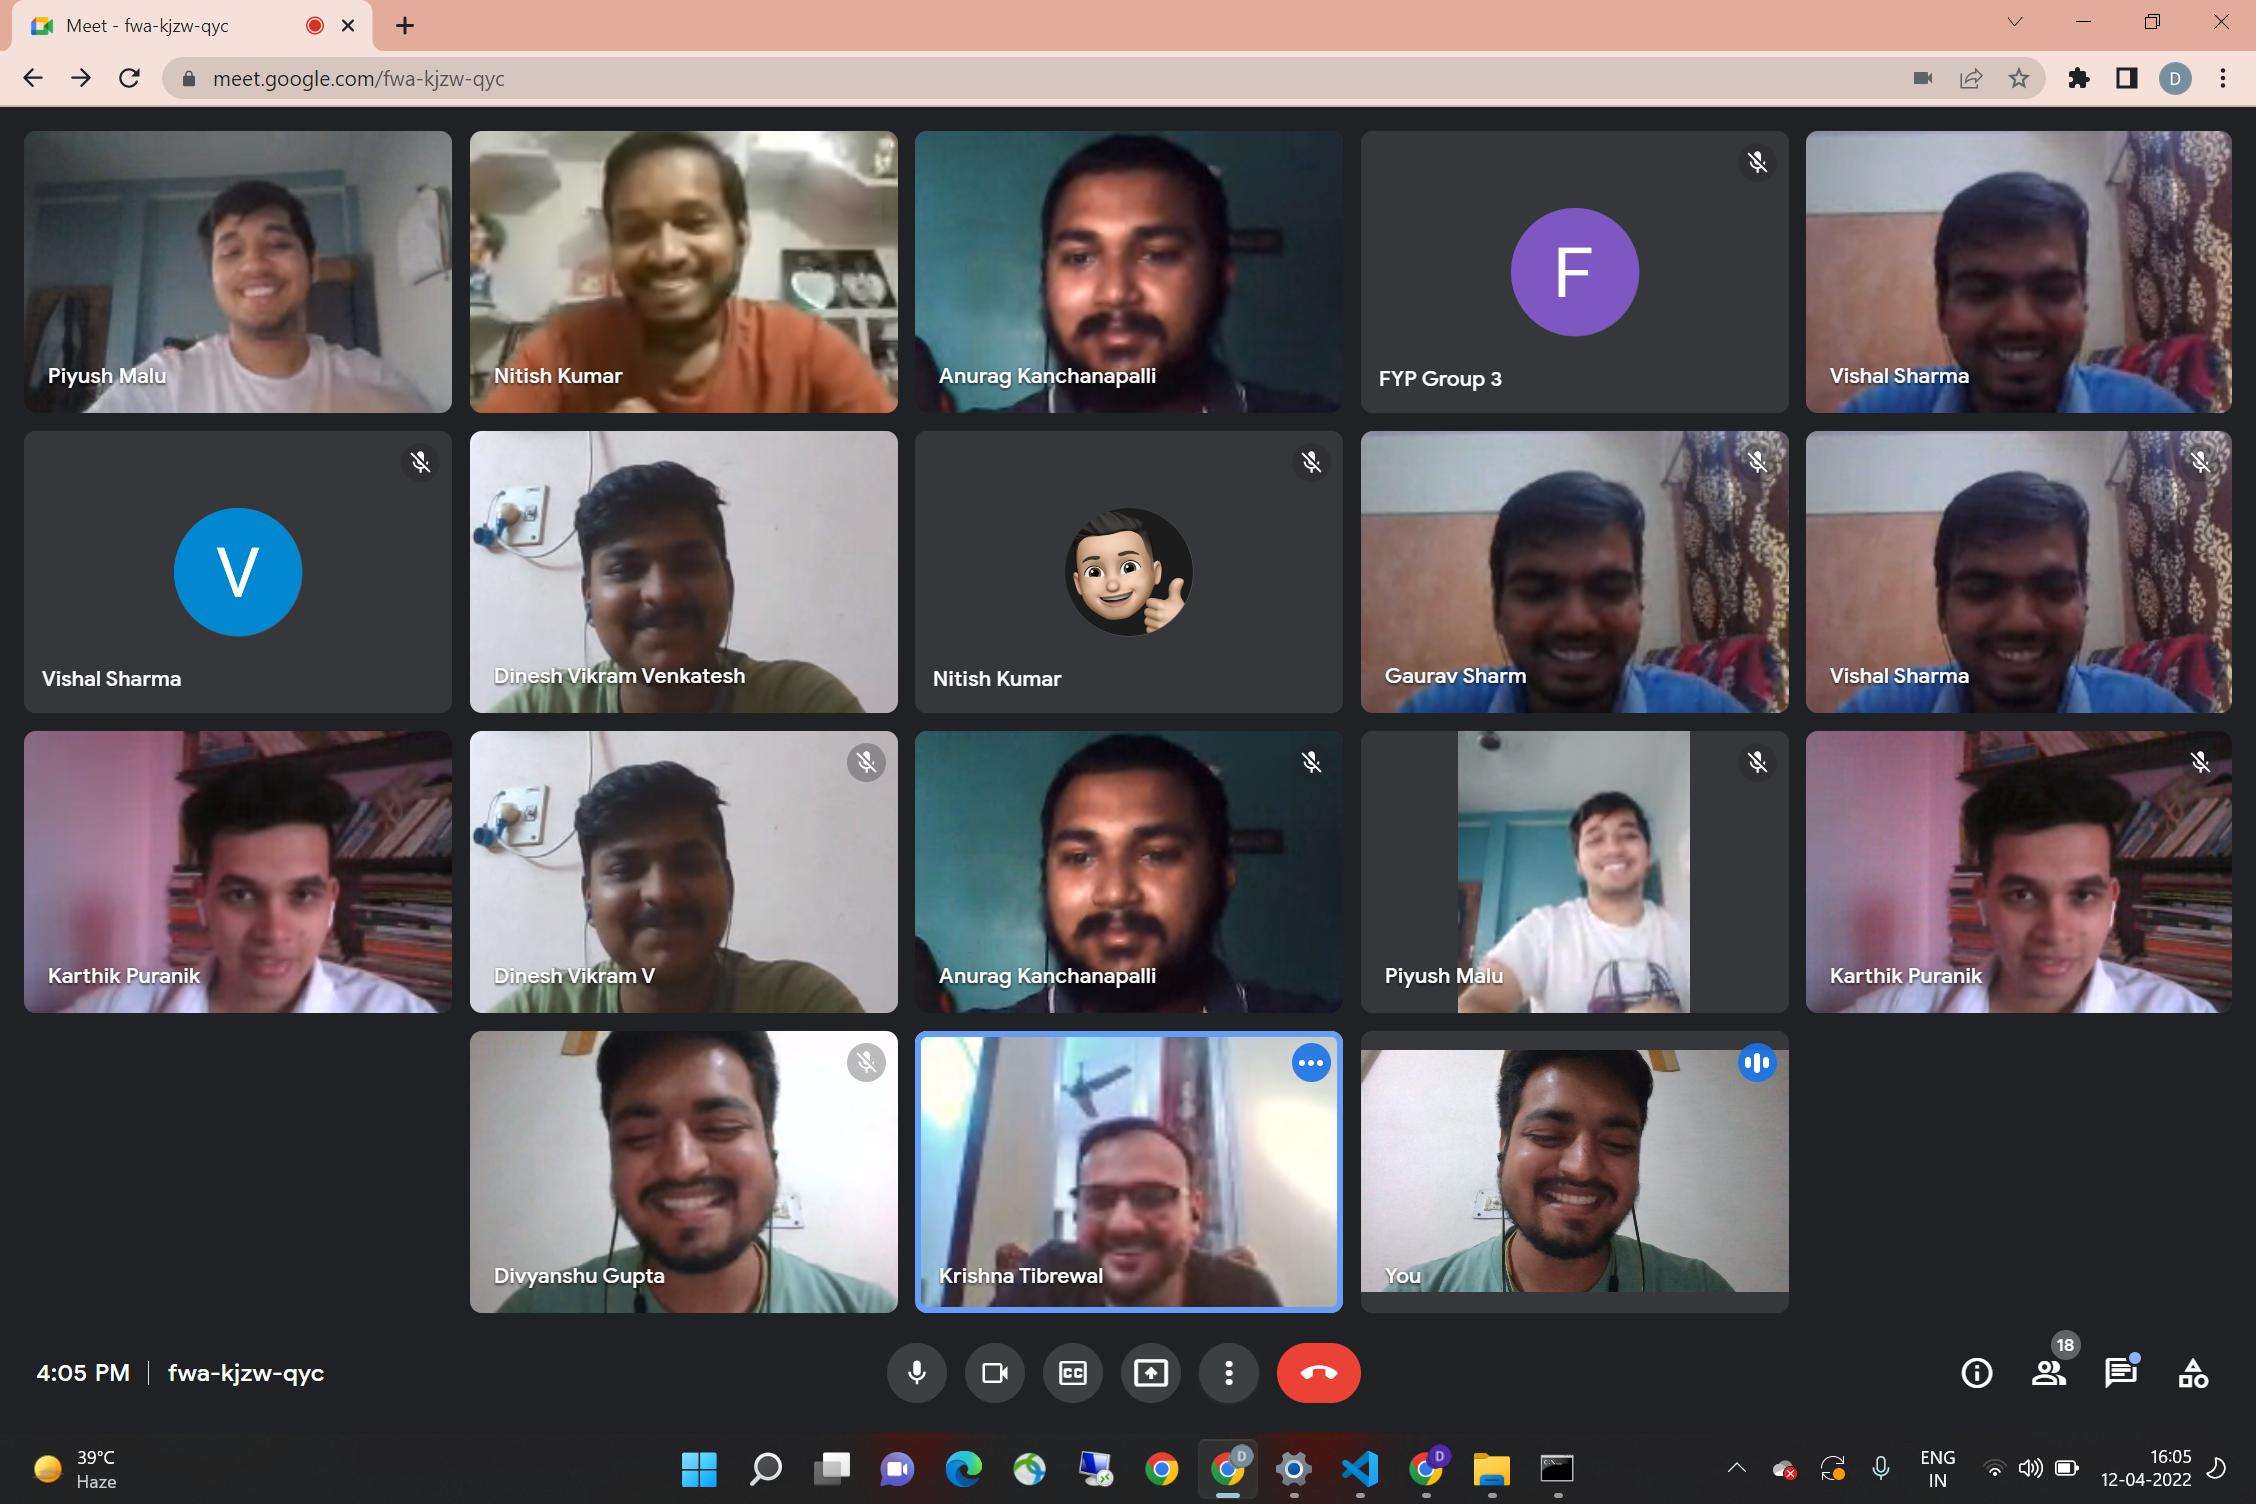 Meet - fwa-kjzw-qyc
meet.google.com/fwa-kjzw-qyc
D
Piyush Malu
Nitish Kumar
Anurag Kanchanapalli
F
FYP Group 3
Vishal Sharma
V
Vishal Sharma
Dinesh Vikram Venkatesh
Nitish Kumar
Gaurav Sharm
Vishal Sharma
Karthik Puranik
Dinesh Vikram V
Anurag Kanchanapalli
Piyush Malu
Karthik Puranik
Divyanshu Gupta
Krishna Tibrewal
You
4:05 PM | fwa-kjzw-qyc
CC
18
39°C
Haze
D
D
ENG
IN
16:05
12-04-2022